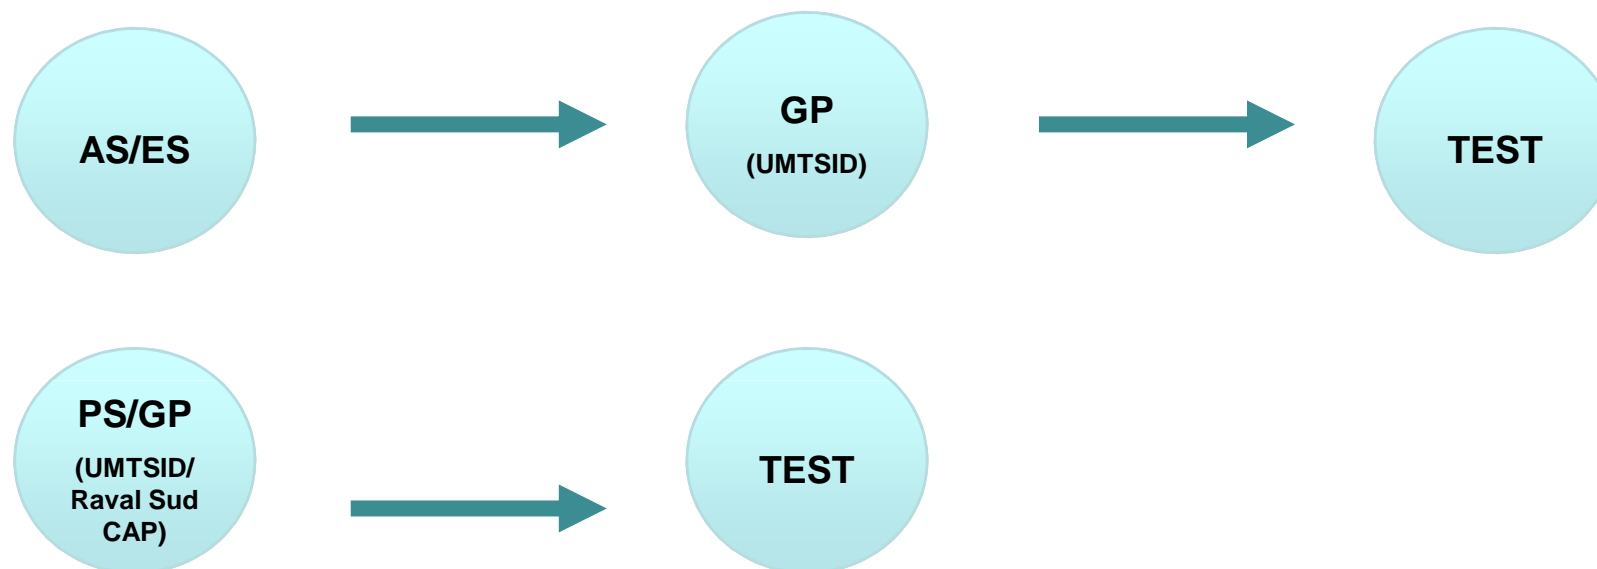 AS/ES
GP
(UMTSID)
TEST
PS/GP
(UMTSID/
Raval Sud
CAP)
TEST